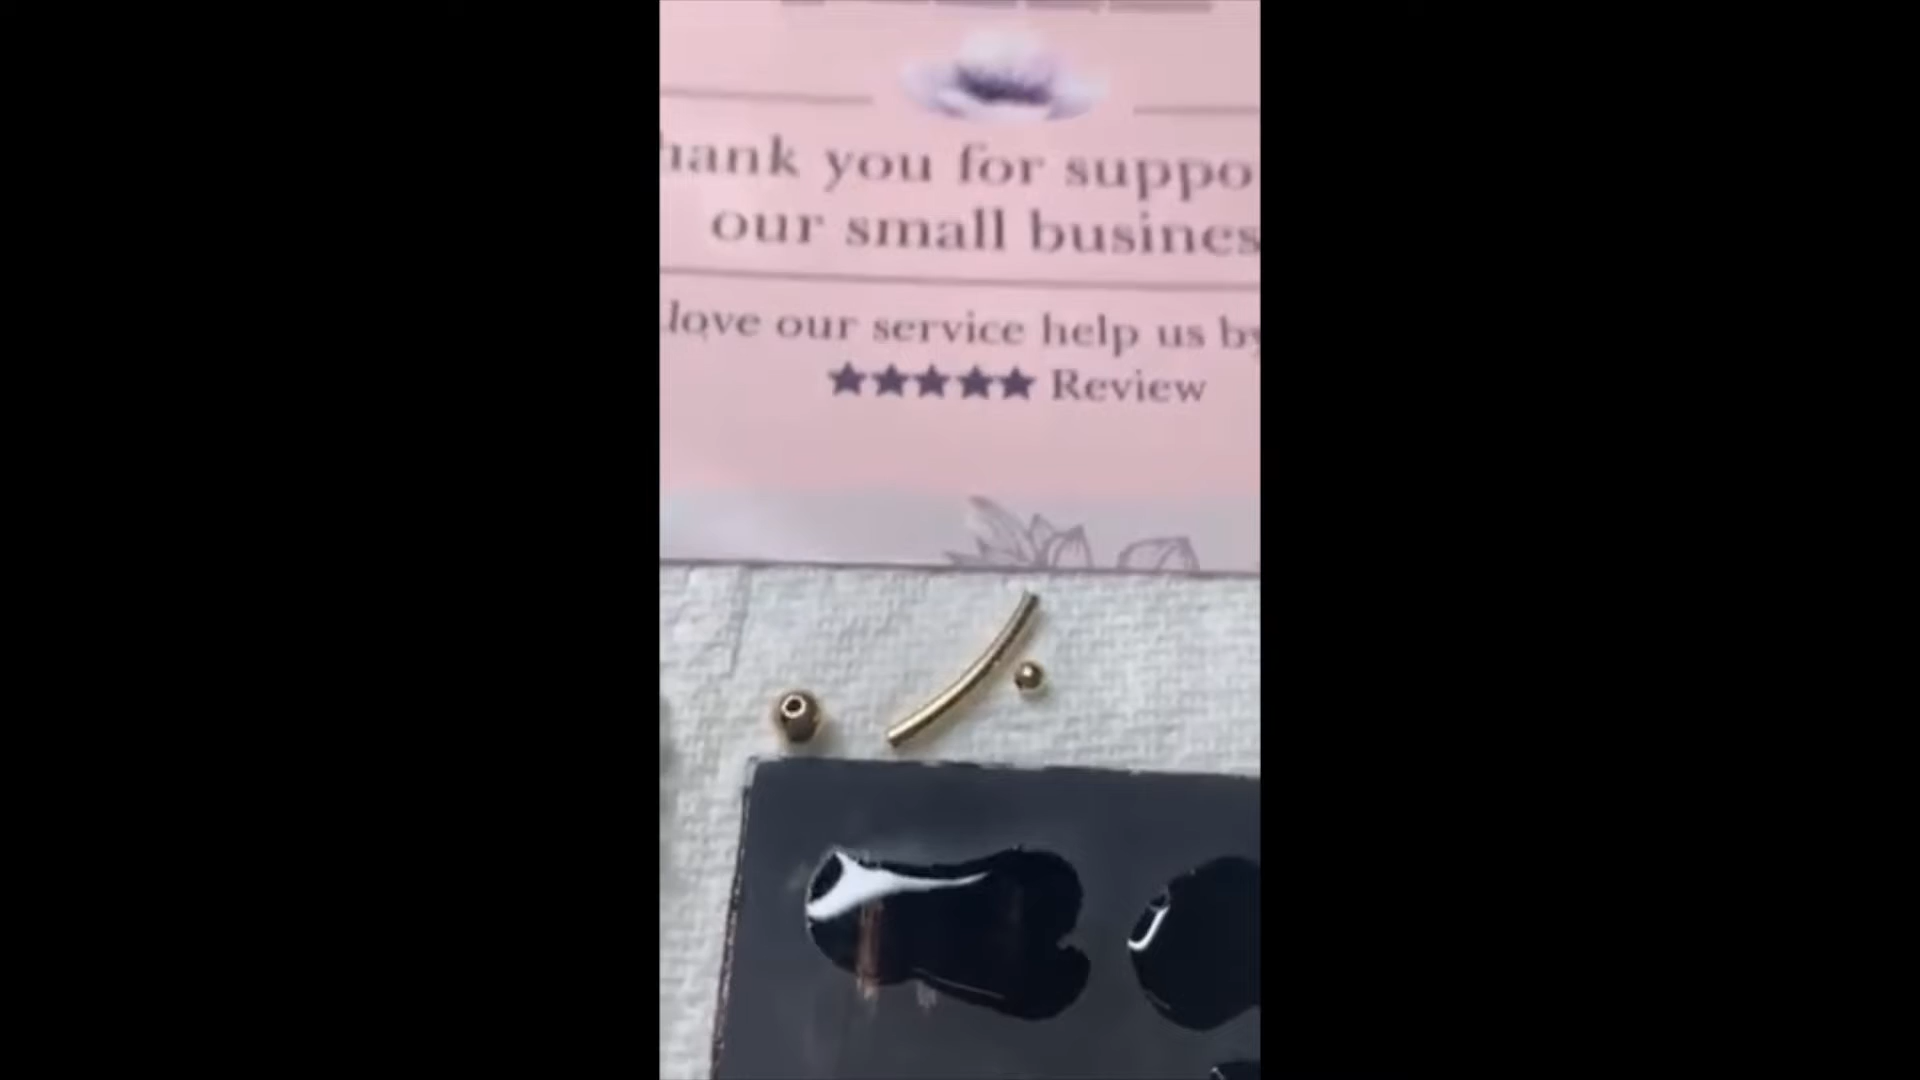 hank you for suppo
our small busines
love our service help us by
★★★★★ Review